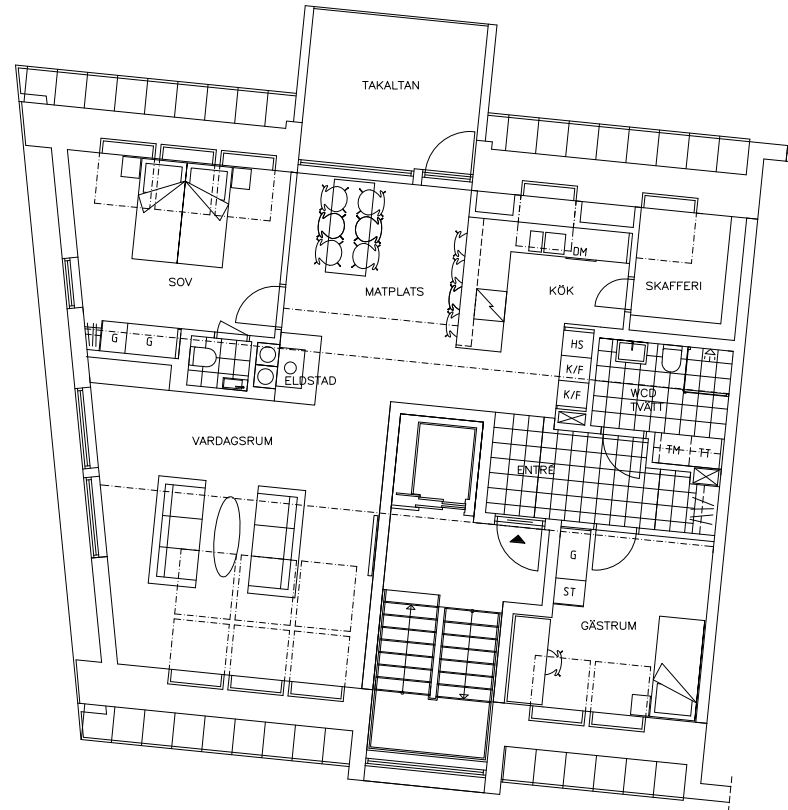 TAKALTAN
DM
SOV
MATPLATS
KÖK
SKAFFERI
G
G
HS
K/F
K/F
ELDSTAD
WCD
TVÄTT
VARDAGSRUM
TM
TT
ENTRÉ
G
ST
GÄSTRUM